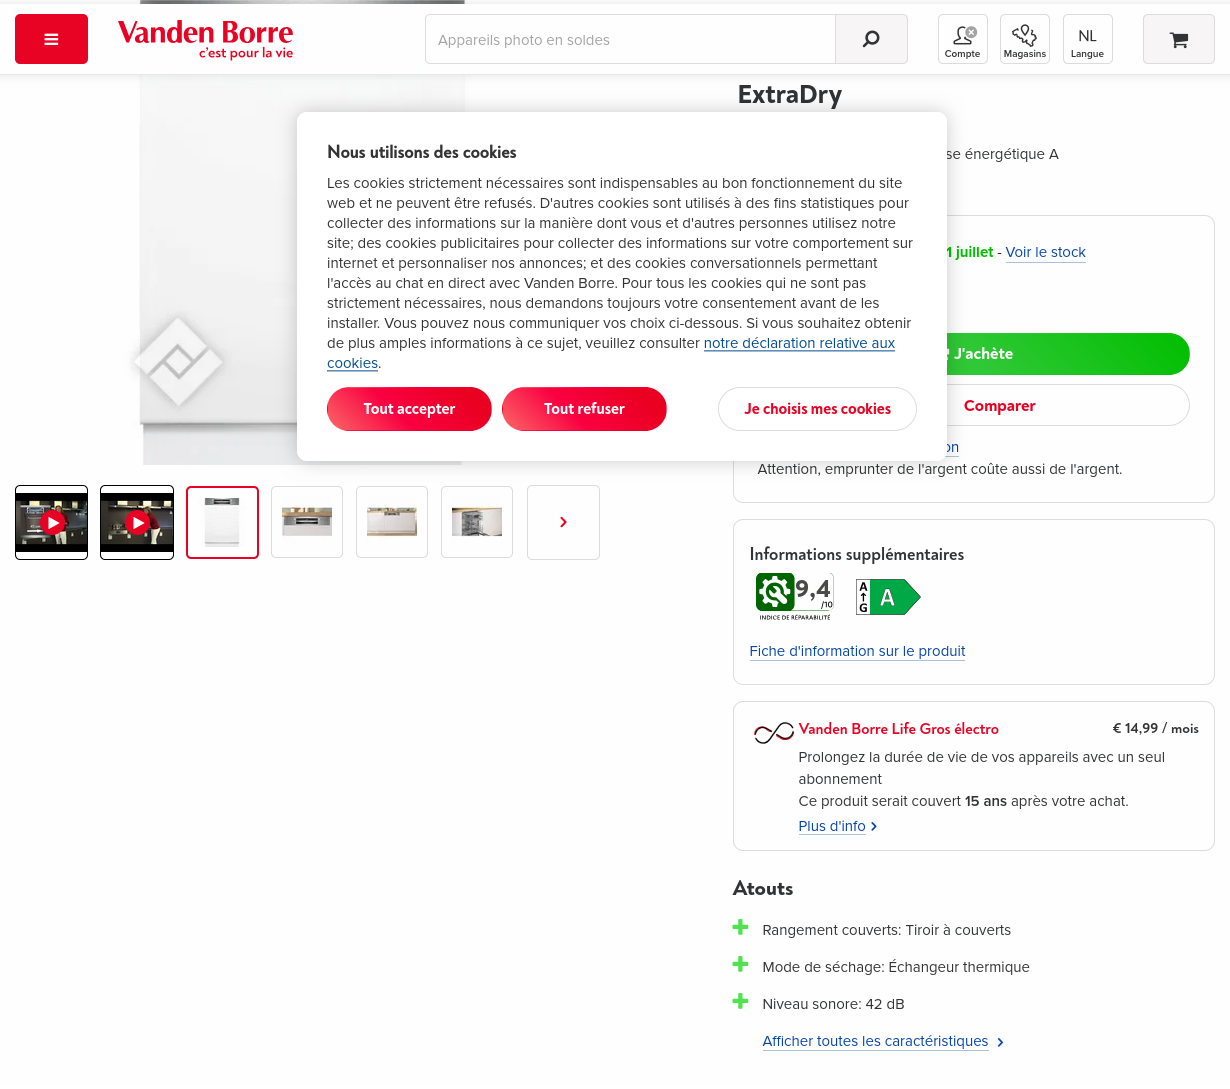 Vanden Borre
c'est pour la vie
Appareils photo en soldes
Compte
Magasins
NL
Langue
ExtraDry
se énergétique A
Nous utilisons des cookies
Les cookies strictement nécessaires sont indispensables au bon fonctionnement du site
web et ne peuvent être refusés. D'autres cookies sont utilisés à des fins statistiques pour
collecter des informations sur la manière dont vous et d'autres personnes utilisez notre
site; des cookies publicitaires pour collecter des informations sur votre comportement sur
internet et personnaliser nos annonces; et des cookies conversationnels permettant
l'accès au chat en direct avec Vanden Borre. Pour tous les cookies qui ne sont pas
strictement nécessaires, nous demandons toujours votre consentement avant de les
installer. Vous pouvez nous communiquer vos choix ci-dessous. Si vous souhaitez obtenir
de plus amples informations à ce sujet, veuillez consulter notre déclaration relative aux
cookies.
Tout accepter
Tout refuser
Je choisis mes cookies
1 juillet - Voir le stock
J'achète
Comparer
on
Attention, emprunter de l'argent coûte aussi de l'argent.
Informations supplémentaires
9,4
/10
INDICE DE RÉPARABILITÉ
A
G
A
Fiche d'information sur le produit
Vanden Borre Life Gros électro
€ 14,99 / mois
Prolongez la durée de vie de vos appareils avec un seul
abonnement
Ce produit serait couvert 15 ans après votre achat.
Plus d'info
Atouts
Rangement couverts: Tiroir à couverts
Mode de séchage: Échangeur thermique
Niveau sonore: 42 dB
Afficher toutes les caractéristiques